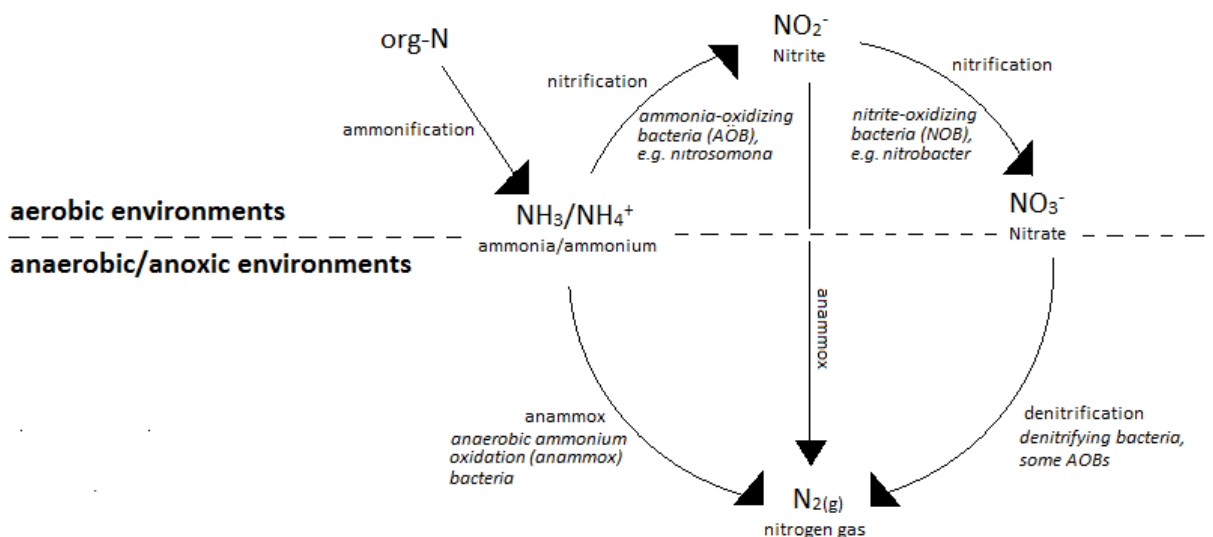 NO₂⁻
Nitrite
org-N
nitrification
nitrification
ammonification
ammonia-oxidizing
bacteria (AÖB),
e.g. nitrosomona
nitrite-oxidizing
bacteria (NOB),
e.g. nitrobacter
aerobic environments
NH₃/NH₄⁺
ammonia/ammonium
NO₃⁻
Nitrate
anaerobic/anoxic environments
anammox
anammox
anaerobic ammonium
oxidation (anammox)
bacteria
denitrification
denitrifying bacteria,
some AOBs
N₂(g)
nitrogen gas